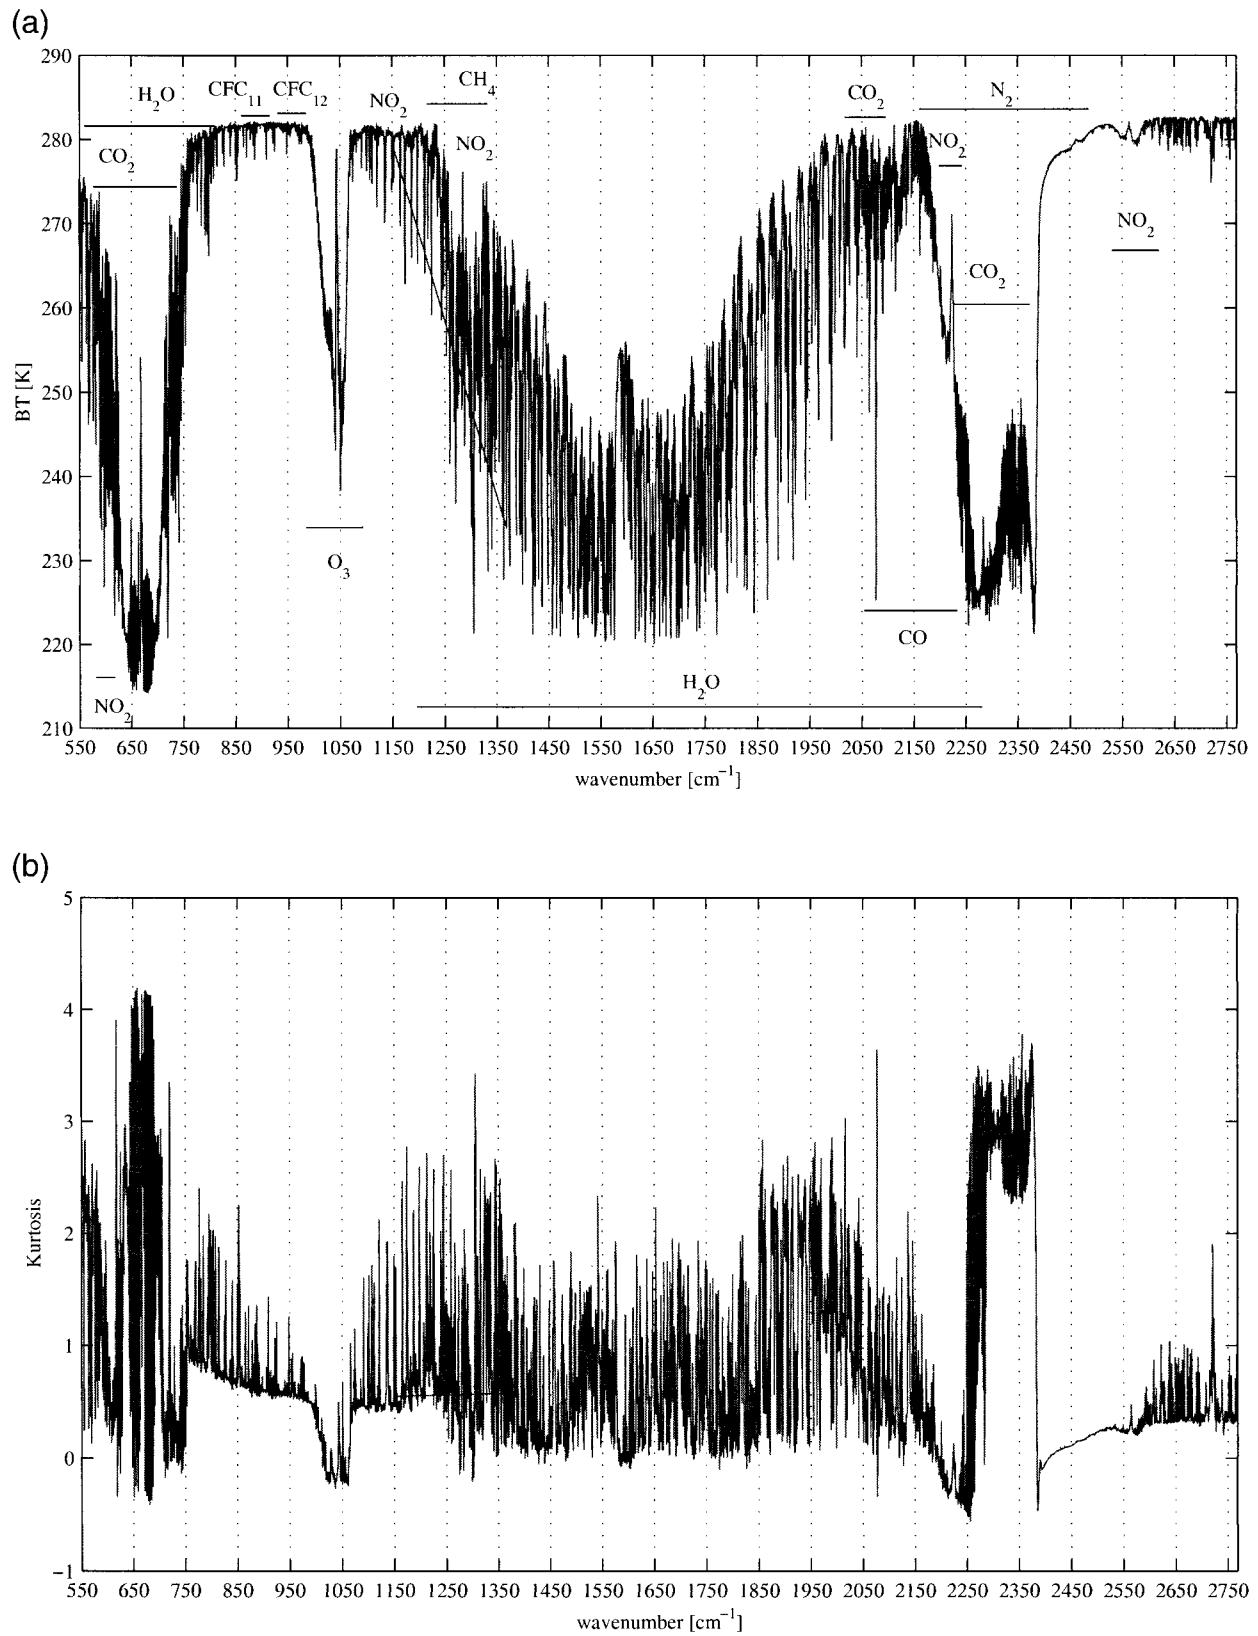 (a)
290
280
270
260
250
240
230
220
210
BT [K]
H2O
CFC11
CFC12
NO2
CH4
CO2
N2
CO2
NO2
NO2
NO2
CO2
O3
CO
H2O
NO2
550 650 750 850 950 1050 1150 1250 1350 1450 1550 1650 1750 1850 1950 2050 2150 2250 2350 2450 2550 2650 2750
wavenumber [cm−1]
(b)
5
4
3
2
1
0
−1
Kurtosis
550 650 750 850 950 1050 1150 1250 1350 1450 1550 1650 1750 1850 1950 2050 2150 2250 2350 2450 2550 2650 2750
wavenumber [cm−1]